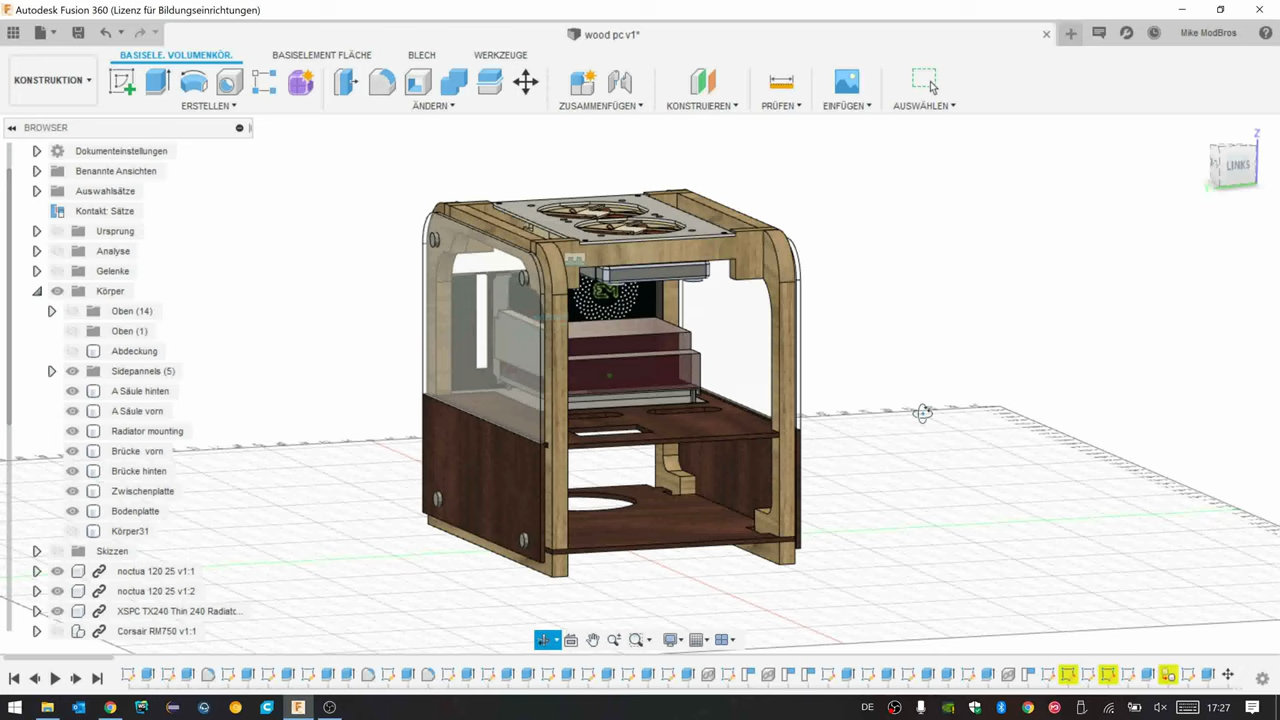 Autodesk Fusion 360 (Lizenz für Bildungseinrichtungen)
wood pc v1*
Mike ModBros
BASISELE. VOLUMENKÖR.
BASISELEMENT FLÄCHE
BLECH
WERKZEUGE
KONSTRUKTION
ERSTELLEN
ÄNDERN
ZUSAMMENFÜGEN
KONSTRUIEREN
PRÜFEN
EINFÜGEN
AUSWÄHLEN
BROWSER
Dokumenteinstellungen
Benannte Ansichten
Auswahlsätze
Kontakt: Sätze
Ursprung
Analyse
Gelenke
Körper
Oben (14)
Oben (1)
Abdeckung
Sidepannels (5)
A Säule hinten
A Säule vorn
Radiator mounting
Brücke vorn
Brücke hinten
Zwischenplatte
Bodenplatte
Körper31
Skizzen
noctua 120 25 v1:1
noctua 120 25 v1:2
XSPC TX240 Thin 240 Radiato...
Corsair RM750 v1:1
Z
LINKS
DE
17:27